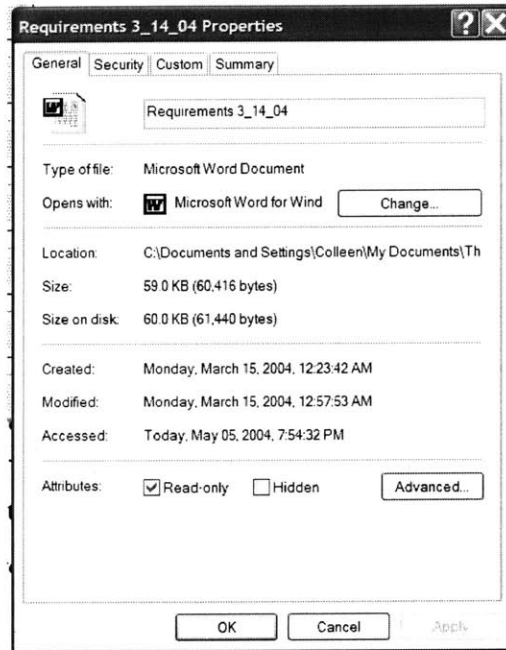 Requirements 3_14_04 Properties
General Security Custom Summary
Requirements 3_14_04
Type of file: Microsoft Word Document
Opens with: Microsoft Word for Wind Change...
Location: C:\Documents and Settings\Colleen\My Documents\Th
Size: 59.0 KB (60,416 bytes)
Size on disk: 60.0 KB (61,440 bytes)
Created: Monday, March 15, 2004, 12:23:42 AM
Modified: Monday, March 15, 2004, 12:57:53 AM
Accessed: Today, May 05, 2004, 7:54:32 PM
Attributes: Read-only Hidden Advanced...
OK Cancel Apply